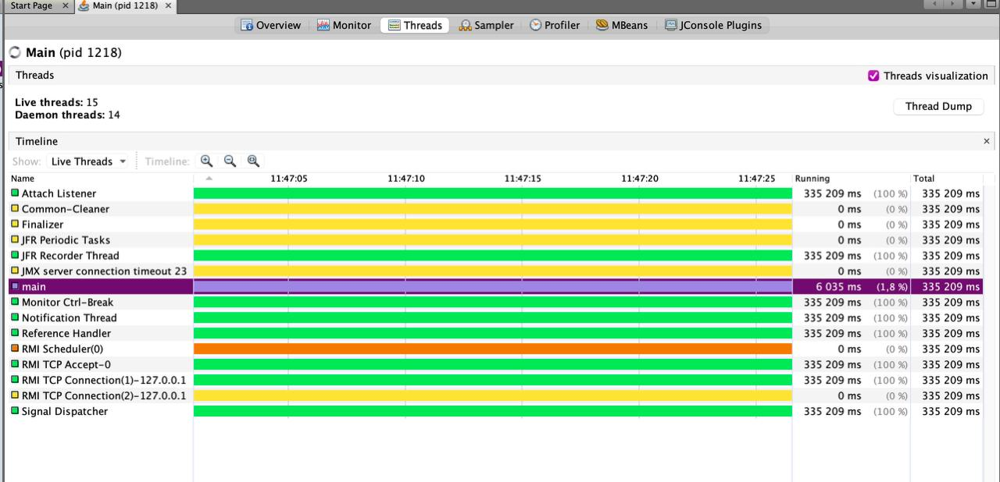 Start Page × Main (pid 1218) ×
Overview Monitor Threads Sampler Profiler MBeans JConsole Plugins
Main (pid 1218)
Threads Threads visualization
Live threads: 15
Daemon threads: 14
Thread Dump
Timeline ×
Show: Live Threads Timeline:
Name 11:47:05 11:47:10 11:47:15 11:47:20 11:47:25 Running Total
Attach Listener 335 209 ms (100 %) 335 209 ms
Common-Cleaner 0 ms (0 %) 335 209 ms
Finalizer 0 ms (0 %) 335 209 ms
JFR Periodic Tasks 0 ms (0 %) 335 209 ms
JFR Recorder Thread 335 209 ms (100 %) 335 209 ms
JMX server connection timeout 23 0 ms (0 %) 335 209 ms
main 6 035 ms (1,8 %) 335 209 ms
Monitor Ctrl-Break 335 209 ms (100 %) 335 209 ms
Notification Thread 335 209 ms (100 %) 335 209 ms
Reference Handler 335 209 ms (100 %) 335 209 ms
RMI Scheduler(0) 0 ms (0 %) 335 209 ms
RMI TCP Accept-0 335 209 ms (100 %) 335 209 ms
RMI TCP Connection(1)-127.0.0.1 335 209 ms (100 %) 335 209 ms
RMI TCP Connection(2)-127.0.0.1 0 ms (0 %) 335 209 ms
Signal Dispatcher 335 209 ms (100 %) 335 209 ms